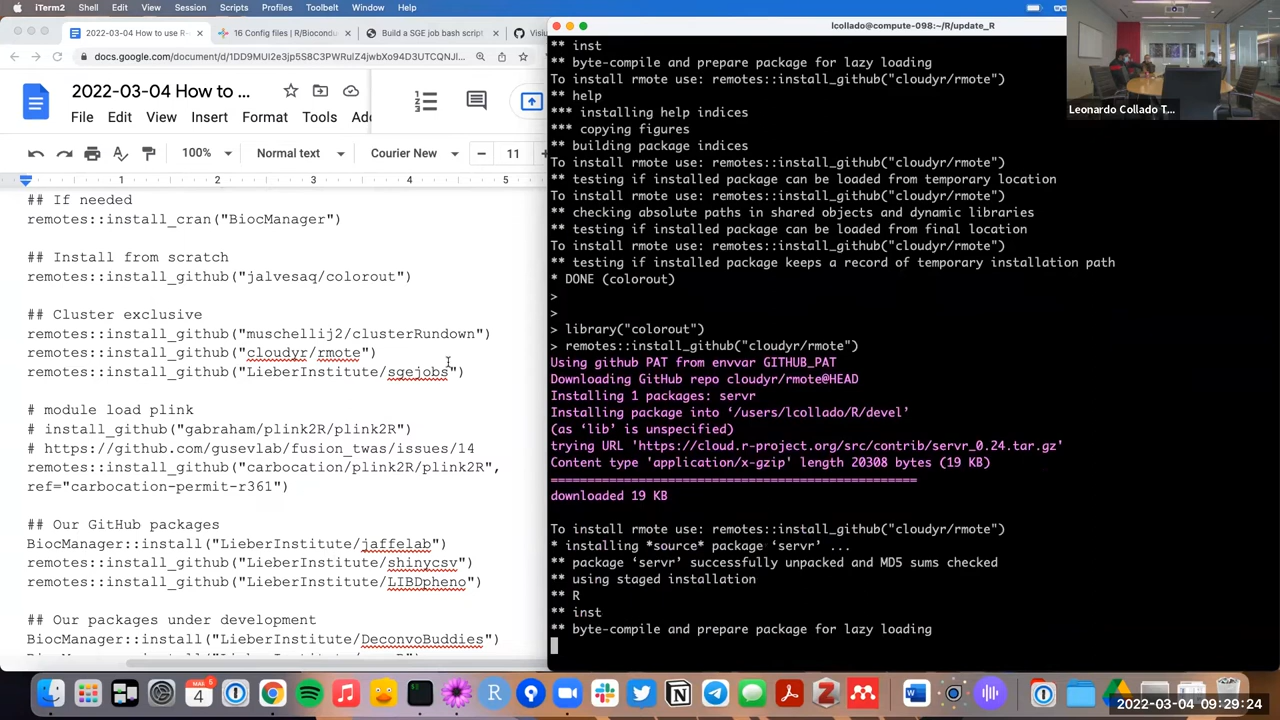 iTerm2 Shell Edit View Session Scripts Profiles Toolbelt Window Help
2022-03-04 How to use R -
16 Config files | R/Biocondu
Build a SGE job bash scrip
docs.google.com/document/d/1DD9MUI2e3jp5S8C3PWRulZ4jwbXo94D3UTCQNJl...
2022-03-04 How to ...
File Edit View Insert Format Tools
100% Normal text Courier New 11
1 2 3 4 5
## If needed
remotes::install_cran("BiocManager")
## Install from scratch
remotes::install_github("jalvesaq/colorout")
## Cluster exclusive
remotes::install_github("muschellij2/clusterRundown")
remotes::install_github("cloudyr/rmote")
remotes::install_github("LieberInstitute/sgejobs")
# module load plink
# install_github("gabraham/plink2R/plink2R")
# https://github.com/gusevlab/fusion_twas/issues/14
remotes::install_github("carbocation/plink2R/plink2R",
ref="carbocation-permit-r361")
## Our GitHub packages
BiocManager::install("LieberInstitute/jaffelab")
remotes::install_github("LieberInstitute/shinycsv")
remotes::install_github("LieberInstitute/LIBDpheno")
## Our packages under development
BiocManager::install("LieberInstitute/DeconvoBuddies")
lcollado@compute-098:~/R/update_R
** inst
** byte-compile and prepare package for lazy loading
To install rmote use: remotes::install_github("cloudyr/rmote")
** help
*** installing help indices
*** copying figures
** building package indices
To install rmote use: remotes::install_github("cloudyr/rmote")
** testing if installed package can be loaded from temporary location
To install rmote use: remotes::install_github("cloudyr/rmote")
** checking absolute paths in shared objects and dynamic libraries
** testing if installed package can be loaded from final location
To install rmote use: remotes::install_github("cloudyr/rmote")
** testing if installed package keeps a record of temporary installation path
* DONE (colorout)
>
>
> library("colorout")
> remotes::install_github("cloudyr/rmote")
Using github PAT from envvar GITHUB_PAT
Downloading GitHub repo cloudyr/rmote@HEAD
Installing 1 packages: servr
Installing package into ‘/users/lcollado/R/devel’
(as ‘lib’ is unspecified)
trying URL 'https://cloud.r-project.org/src/contrib/servr_0.24.tar.gz'
Content type 'application/x-gzip' length 20308 bytes (19 KB)
==================================================
downloaded 19 KB
To install rmote use: remotes::install_github("cloudyr/rmote")
* installing *source* package ‘servr’ ...
** package ‘servr’ successfully unpacked and MD5 sums checked
** using staged installation
** R
** inst
** byte-compile and prepare package for lazy loading
Leonardo Collado T...
2022-03-04 09:29:24